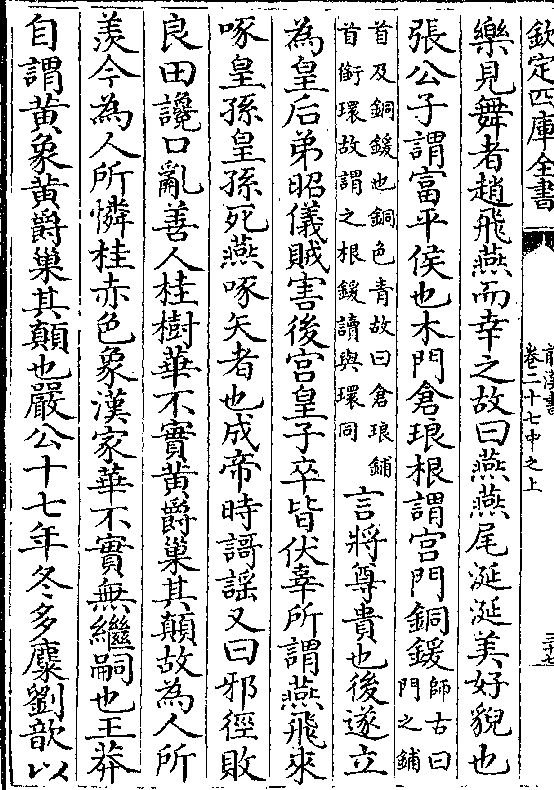 欽定四庫全書
前漢書
卷二十七中之上
三十七
樂見舞者趙飛燕而幸之故曰燕燕尾涎涎美好貌也
張公子謂富平侯也木門倉琅根謂宮門銅鍰師古曰門之鋪
首及銅鍰也銅色青故曰倉琅鋪
首銜環故謂之根鍰讀與環同
言將尊貴也後遂立
為皇后弟昭儀賊害後宮皇子卒皆伏辜所謂燕飛來
啄皇孫皇孫死燕啄矢者也成帝時謌謡又曰邪徑敗
良田讒口亂善人桂樹華不實黃爵巢其顛故為人所
羨今為人所憐桂赤色象漢家華不實無繼嗣也王莽
自謂黃象黃爵巢其顛也嚴公十七年冬多麋劉歆以